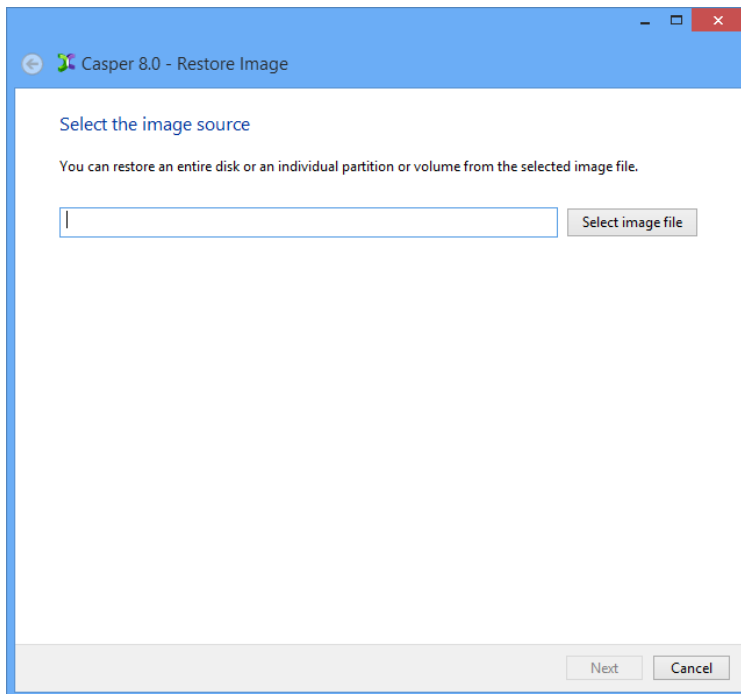 Casper 8.0 - Restore Image
Select the image source
You can restore an entire disk or an individual partition or volume from the selected image file.
Select image file
Next
Cancel